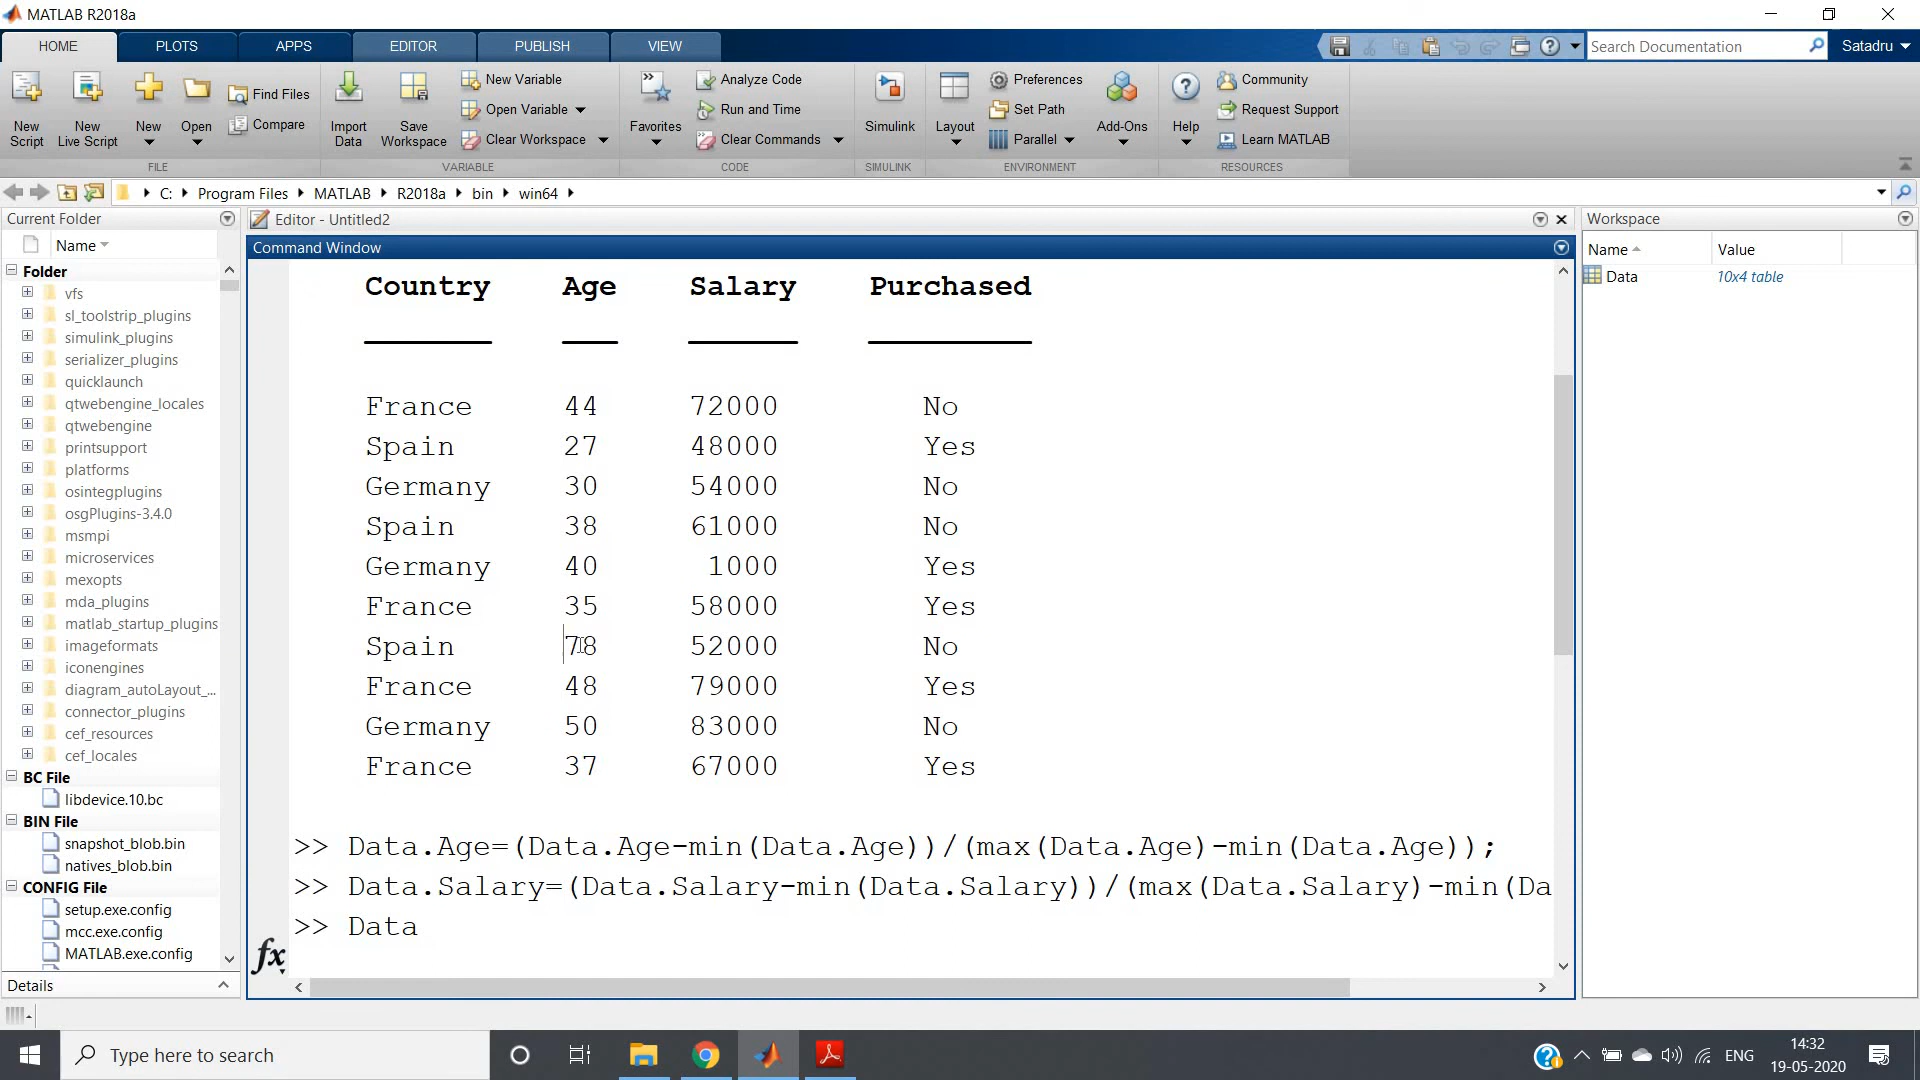 MATLAB R2018a
HOME PLOTS APPS EDITOR PUBLISH VIEW
Search Documentation
Satadru
New Script
New Live Script
New
Open
Find Files
Compare
FILE
Import Data
Save Workspace
New Variable
Open Variable
Clear Workspace
VARIABLE
Favorites
Analyze Code
Run and Time
Clear Commands
CODE
Simulink
SIMULINK
Layout
Preferences
Set Path
Parallel
Add-Ons
ENVIRONMENT
Help
Community
Request Support
Learn MATLAB
RESOURCES
C: Program Files MATLAB R2018a bin win64
Current Folder
Name
Folder
vfs
sl_toolstrip_plugins
simulink_plugins
serializer_plugins
quicklaunch
qtwebengine_locales
qtwebengine
printsupport
platforms
osintegplugins
osgPlugins-3.4.0
msmpi
microservices
mexopts
mda_plugins
matlab_startup_plugins
imageformats
iconengines
diagram_autoLayout_...
connector_plugins
cef_resources
cef_locales
BC File
libdevice.10.bc
BIN File
snapshot_blob.bin
natives_blob.bin
CONFIG File
setup.exe.config
mcc.exe.config
MATLAB.exe.config
Details
Editor - Untitled2
Command Window
Country Age Salary Purchased
France 44 72000 No
Spain 27 48000 Yes
Germany 30 54000 No
Spain 38 61000 No
Germany 40 1000 Yes
France 35 58000 Yes
Spain 78 52000 No
France 48 79000 Yes
Germany 50 83000 No
France 37 67000 Yes
>> Data.Age=(Data.Age-min(Data.Age))/(max(Data.Age)-min(Data.Age));
>> Data.Salary=(Data.Salary-min(Data.Salary))/(max(Data.Salary)-min(Da
>> Data
fx
Workspace
Name Value
Data 10x4 table
Type here to search
ENG
14:32
19-05-2020